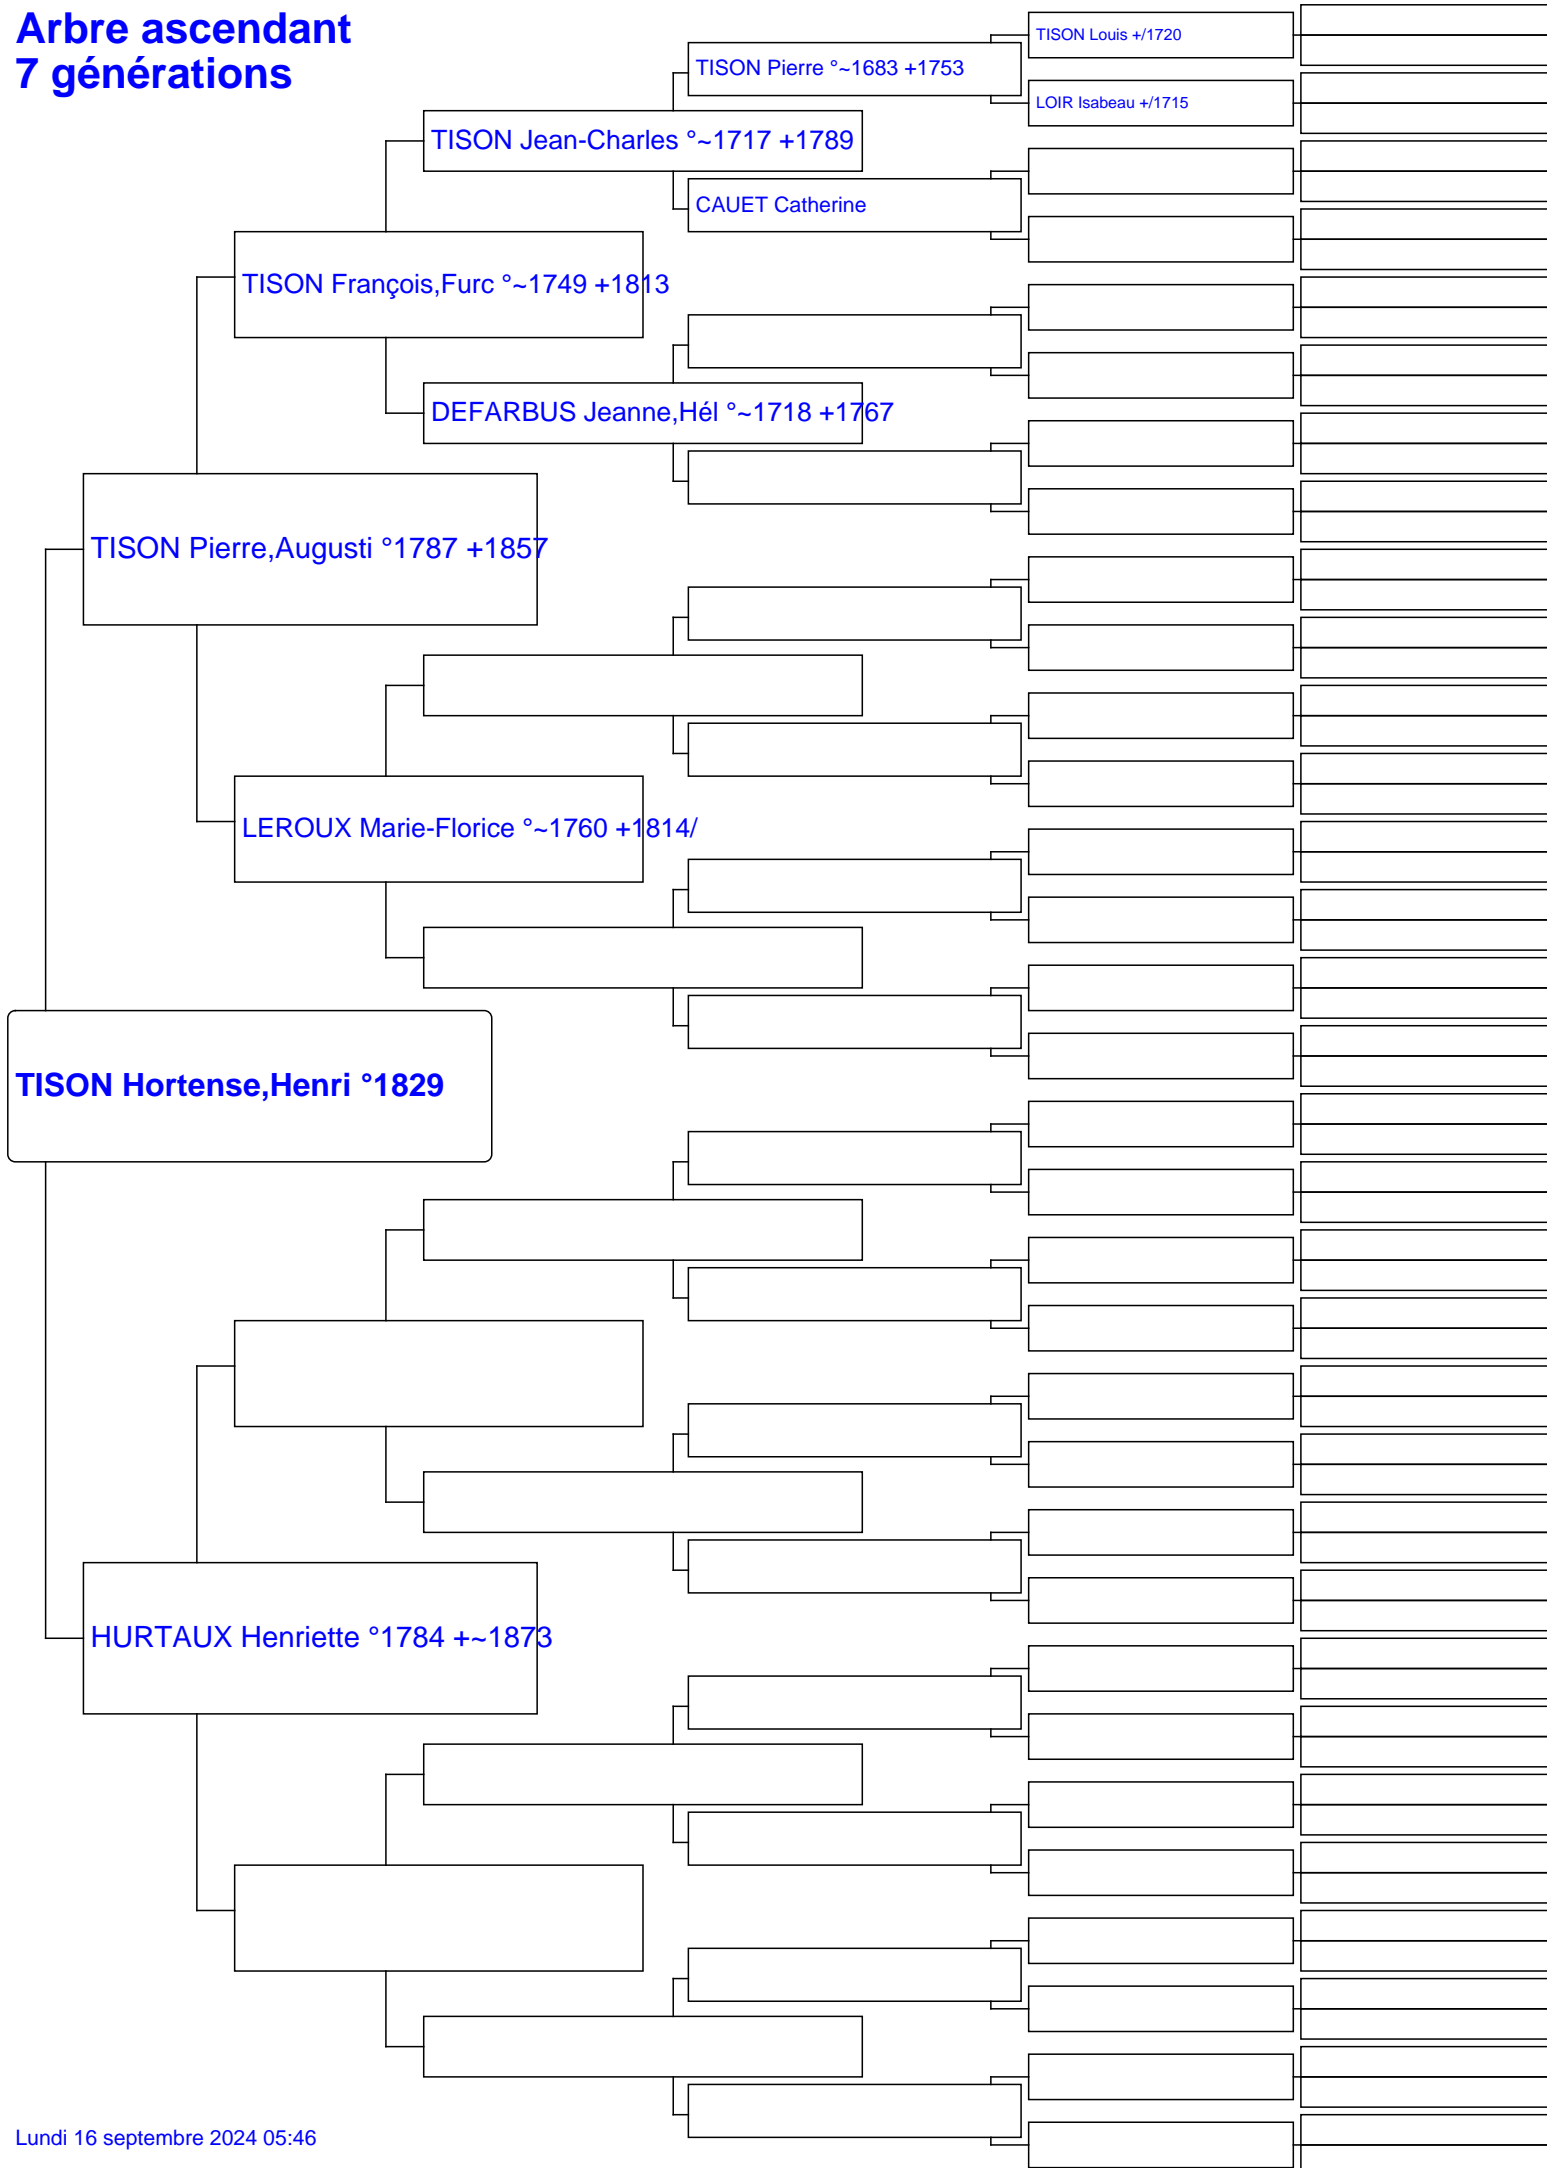 Arbre ascendant
7 générations
TISON Louis +/1720
TISON Pierre °~1683 +1753
LOIR Isabeau +/1715
TISON Jean-Charles °~1717 +1789
CAUET Catherine
TISON François,Furc °~1749 +1813
DEFARBUS Jeanne,Hél °~1718 +1767
TISON Pierre,Augusti °1787 +1857
LEROUX Marie-Florice °~1760 +1814/
TISON Hortense,Henri °1829
HURTAUX Henriette °1784 +~1873
Lundi 16 septembre 2024 05:46